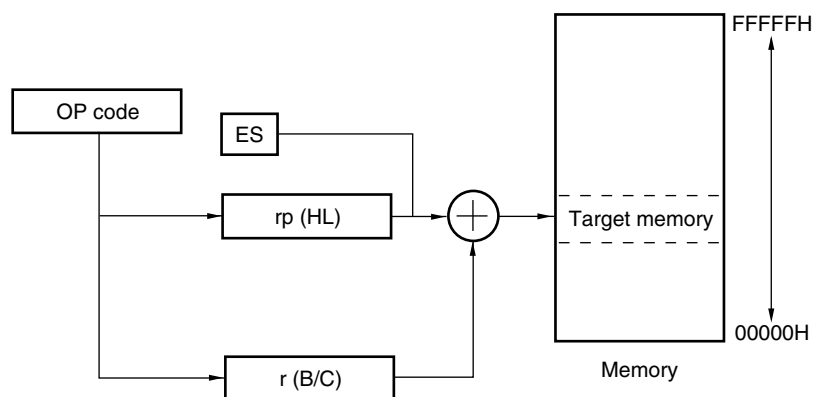 FFFFFH
OP code
ES
rp (HL)
Target memory
00000H
r (B/C)
Memory